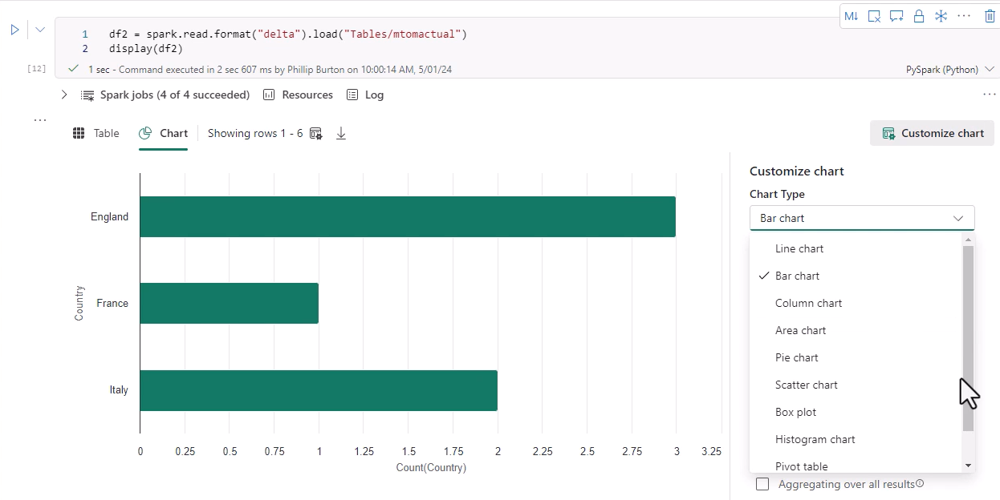 M↓
1 df2 = spark.read.format("delta").load("Tables/mtomactual")
2 display(df2)
[12]
1 sec - Command executed in 2 sec 607 ms by Phillip Burton on 10:00:14 AM, 5/01/24
PySpark (Python)
Spark jobs (4 of 4 succeeded) Resources Log
Table Chart Showing rows 1 - 6
Customize chart
England
France
Italy
Country
0 0.25 0.5 0.75 1 1.25 1.5 1.75 2 2.25 2.5 2.75 3 3.25
Count(Country)
Customize chart
Chart Type
Bar chart
Line chart
Bar chart
Column chart
Area chart
Pie chart
Scatter chart
Box plot
Histogram chart
Pivot table
Aggregating over all results